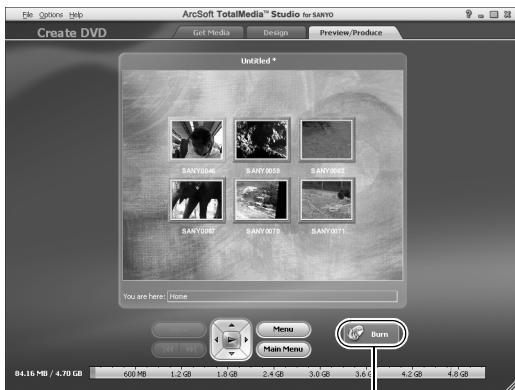 File Options Help
ArcSoft TotalMedia™ Studio for SANYO
Create DVD
Get Media
Design
Preview/Produce
Untitled *
SANY0046
SANY0059
SANY0062
SANY0067
SANY0070
SANY0071
You are here: Home
Menu
Main Menu
Burn
84.16 MB / 4.70 GB
600 MB 1.2 GB 1.8 GB 2.4 GB 3.0 GB 4.2 GB 4.8 GB